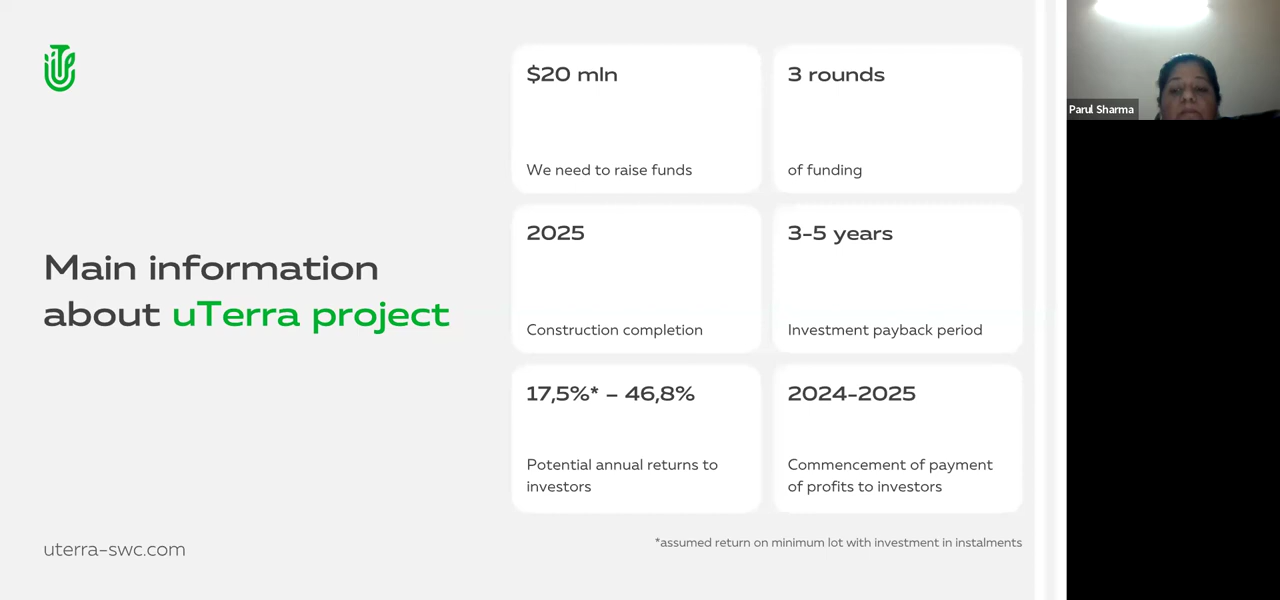 Main information
about uTerra project
uterra-swc.com
$20 mln
We need to raise funds
3 rounds
of funding
2025
Construction completion
3-5 years
Investment payback period
17,5%* – 46,8%
Potential annual returns to
investors
2024-2025
Commencement of payment
of profits to investors
*assumed return on minimum lot with investment in instalments
Parul Sharma